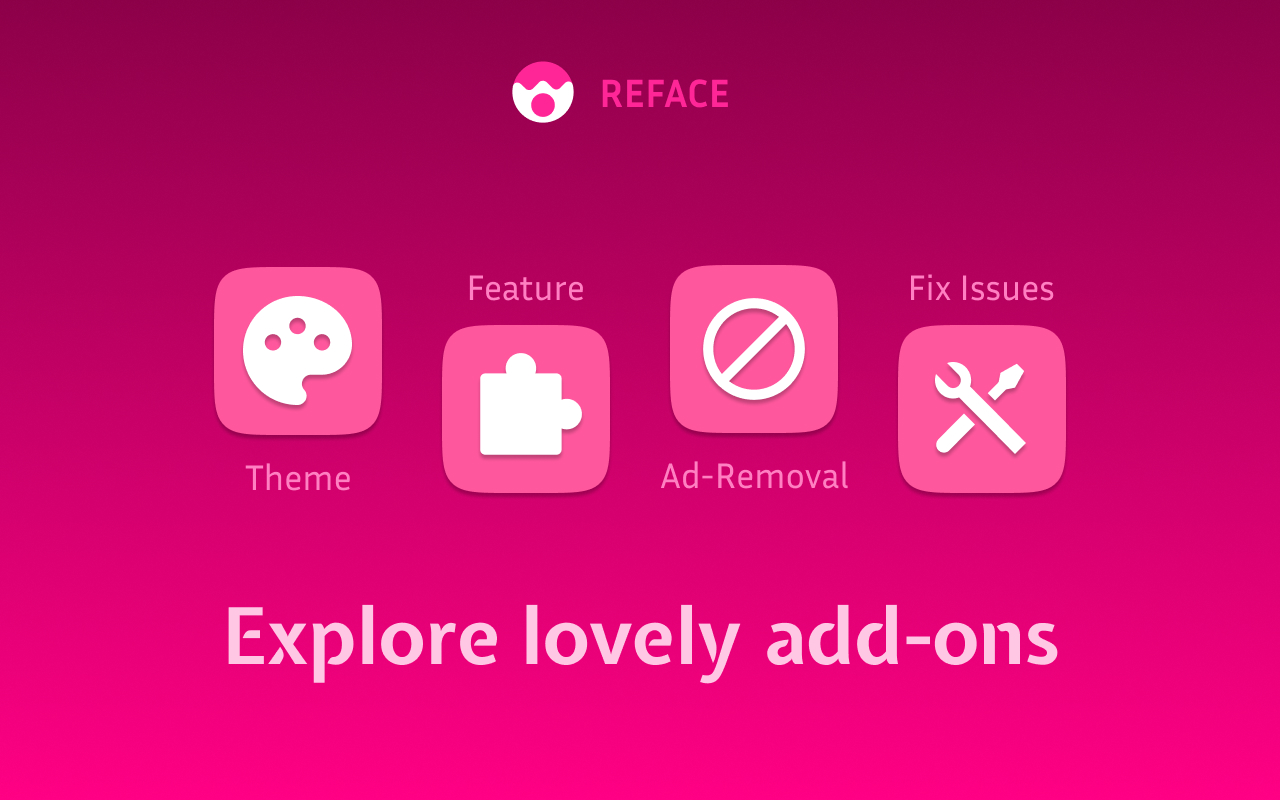 REFACE
Theme
Feature
Ad-Removal
Fix Issues
Explore lovely add-ons